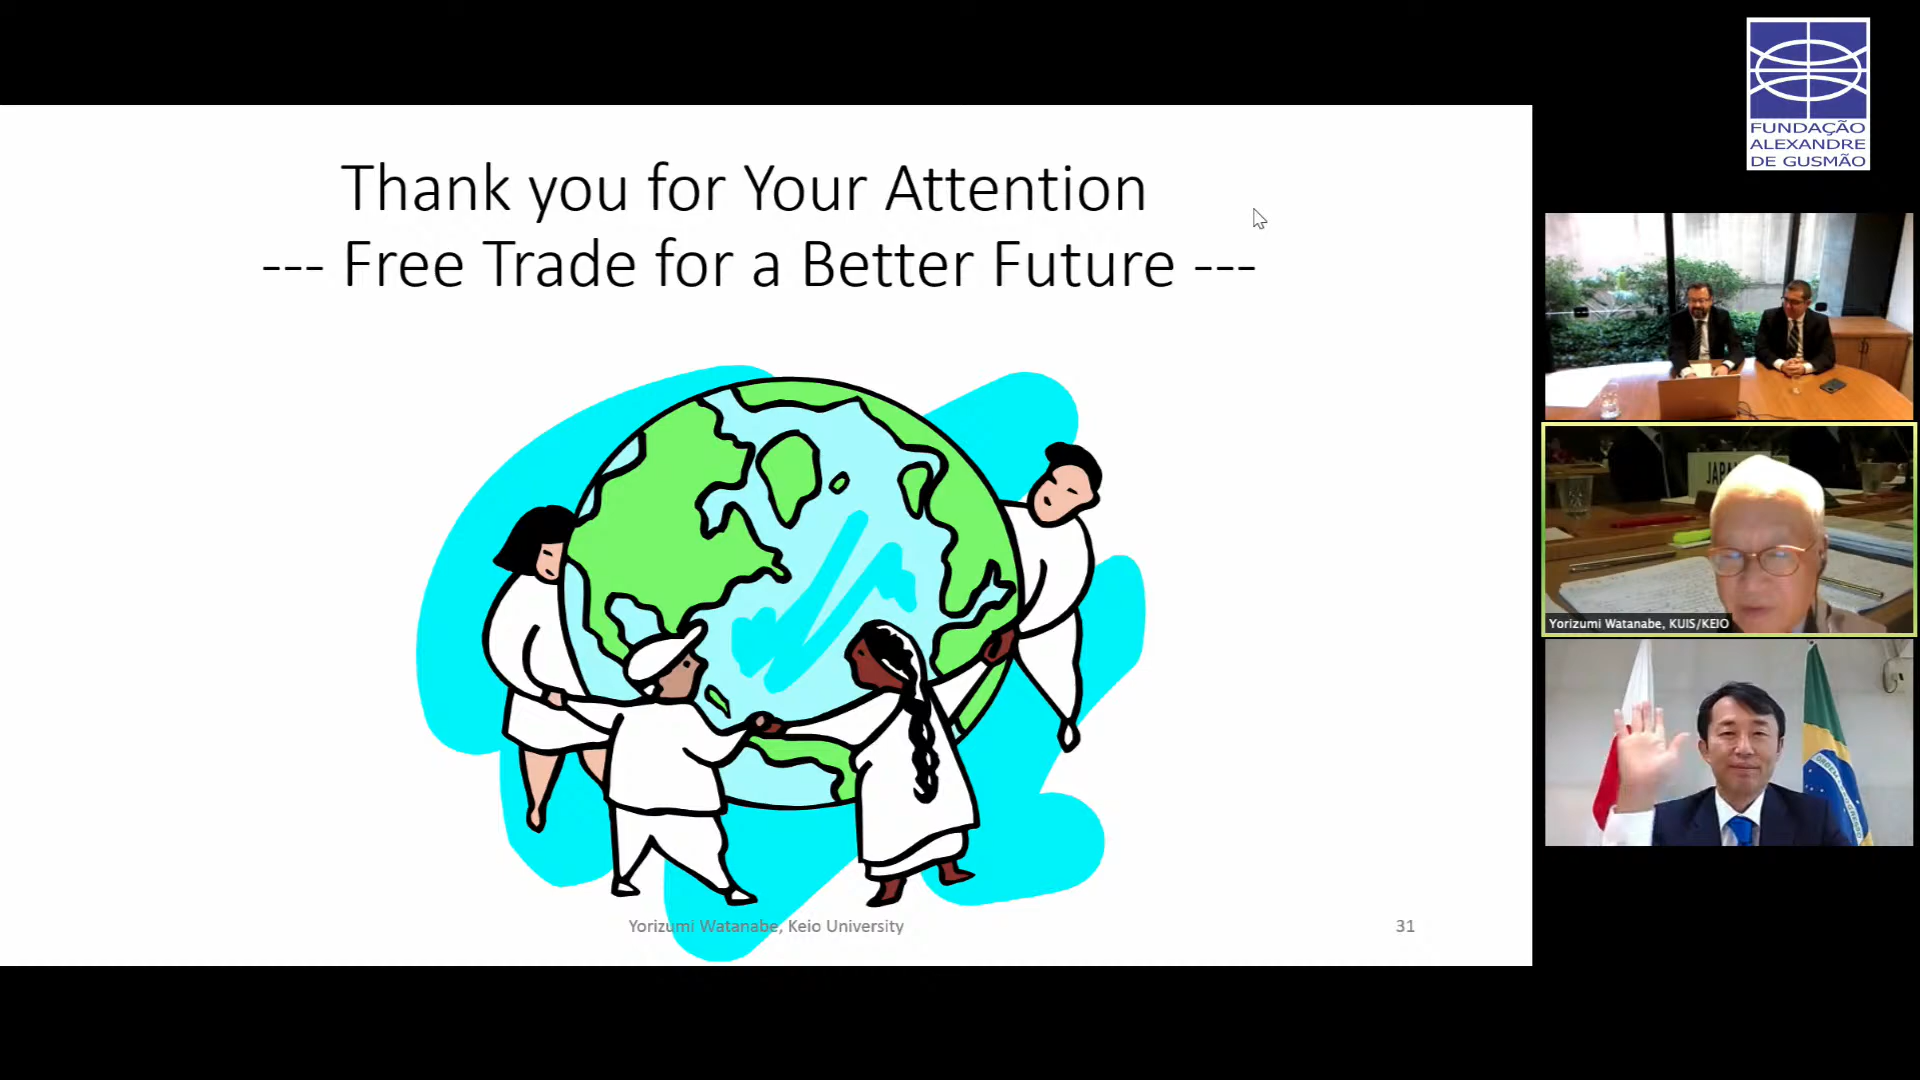 Thank you for Your Attention
--- Free Trade for a Better Future ---
Yorizumi Watanabe, Keio University
31
FUNDAÇÃO
ALEXANDRE
DE GUSMÃO
Yorizumi Watanabe, KUIS/KEIO